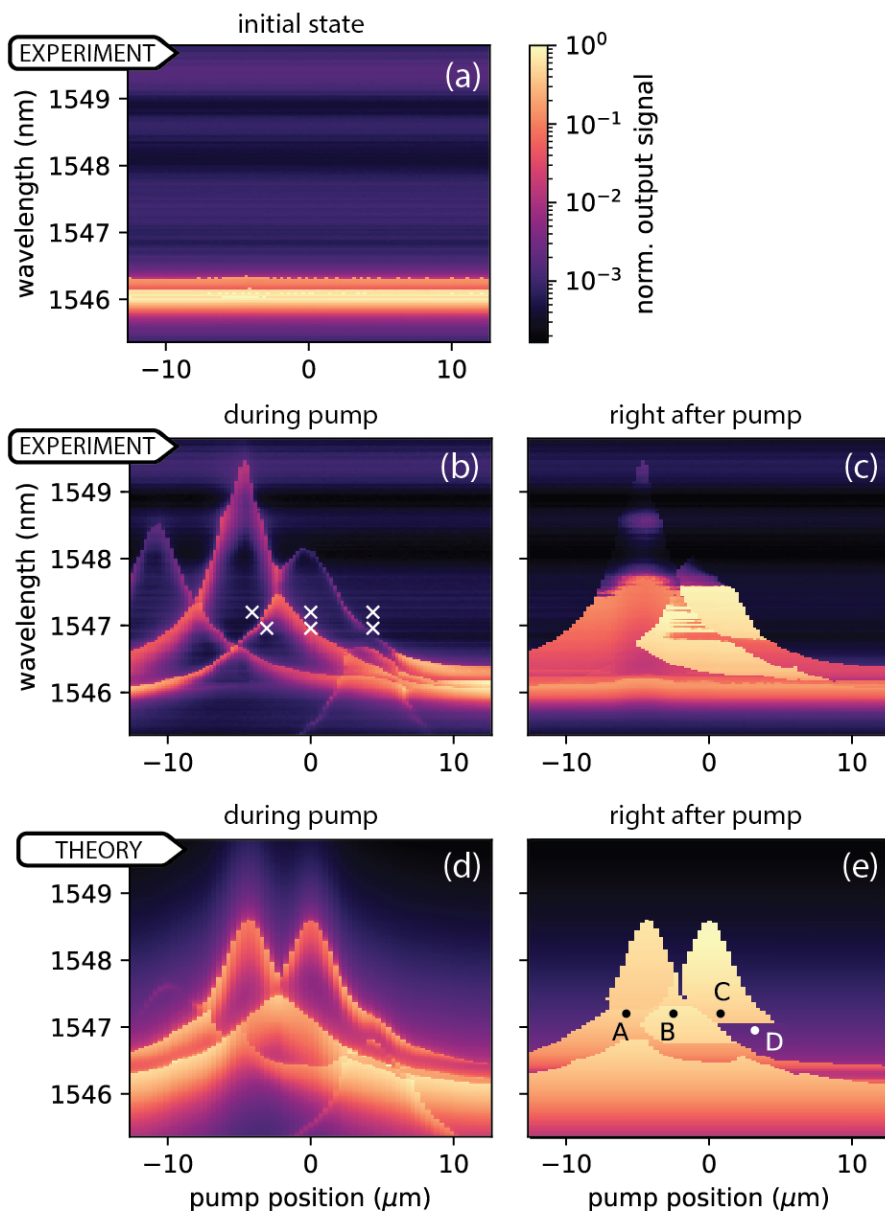 initial state
EXPERIMENT
(a)
wavelength (nm)
1549
1548
1547
1546
−10
0
10
10⁰
10⁻¹
10⁻²
10⁻³
norm. output signal
during pump
right after pump
EXPERIMENT
(b)
(c)
wavelength (nm)
1549
1548
1547
1546
−10
0
10
−10
0
10
during pump
right after pump
THEORY
(d)
(e)
1549
1548
1547
1546
A
B
C
D
−10
0
10
−10
0
10
pump position (μm)
pump position (μm)